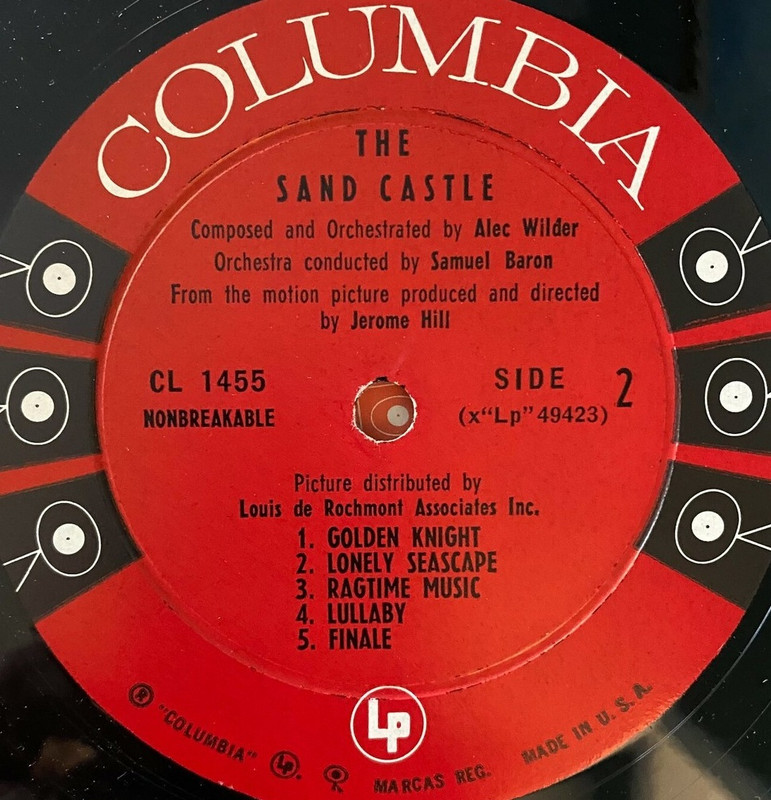 COLUMBIA
THE
SAND CASTLE
Composed and Orchestrated by Alec Wilder
Orchestra conducted by Samuel Baron
From the motion picture produced and directed
by Jerome Hill
CL 1455
NONBREAKABLE
SIDE 2
(x“Lp”49423)
Picture distributed by
Louis de Rochmont Associates Inc.
1. GOLDEN KNIGHT
2. LONELY SEASCAPE
3. RAGTIME MUSIC
4. LULLABY
5. FINALE
Lp
® "COLUMBIA" Lp. MARCAS REG. MADE IN U. S. A.